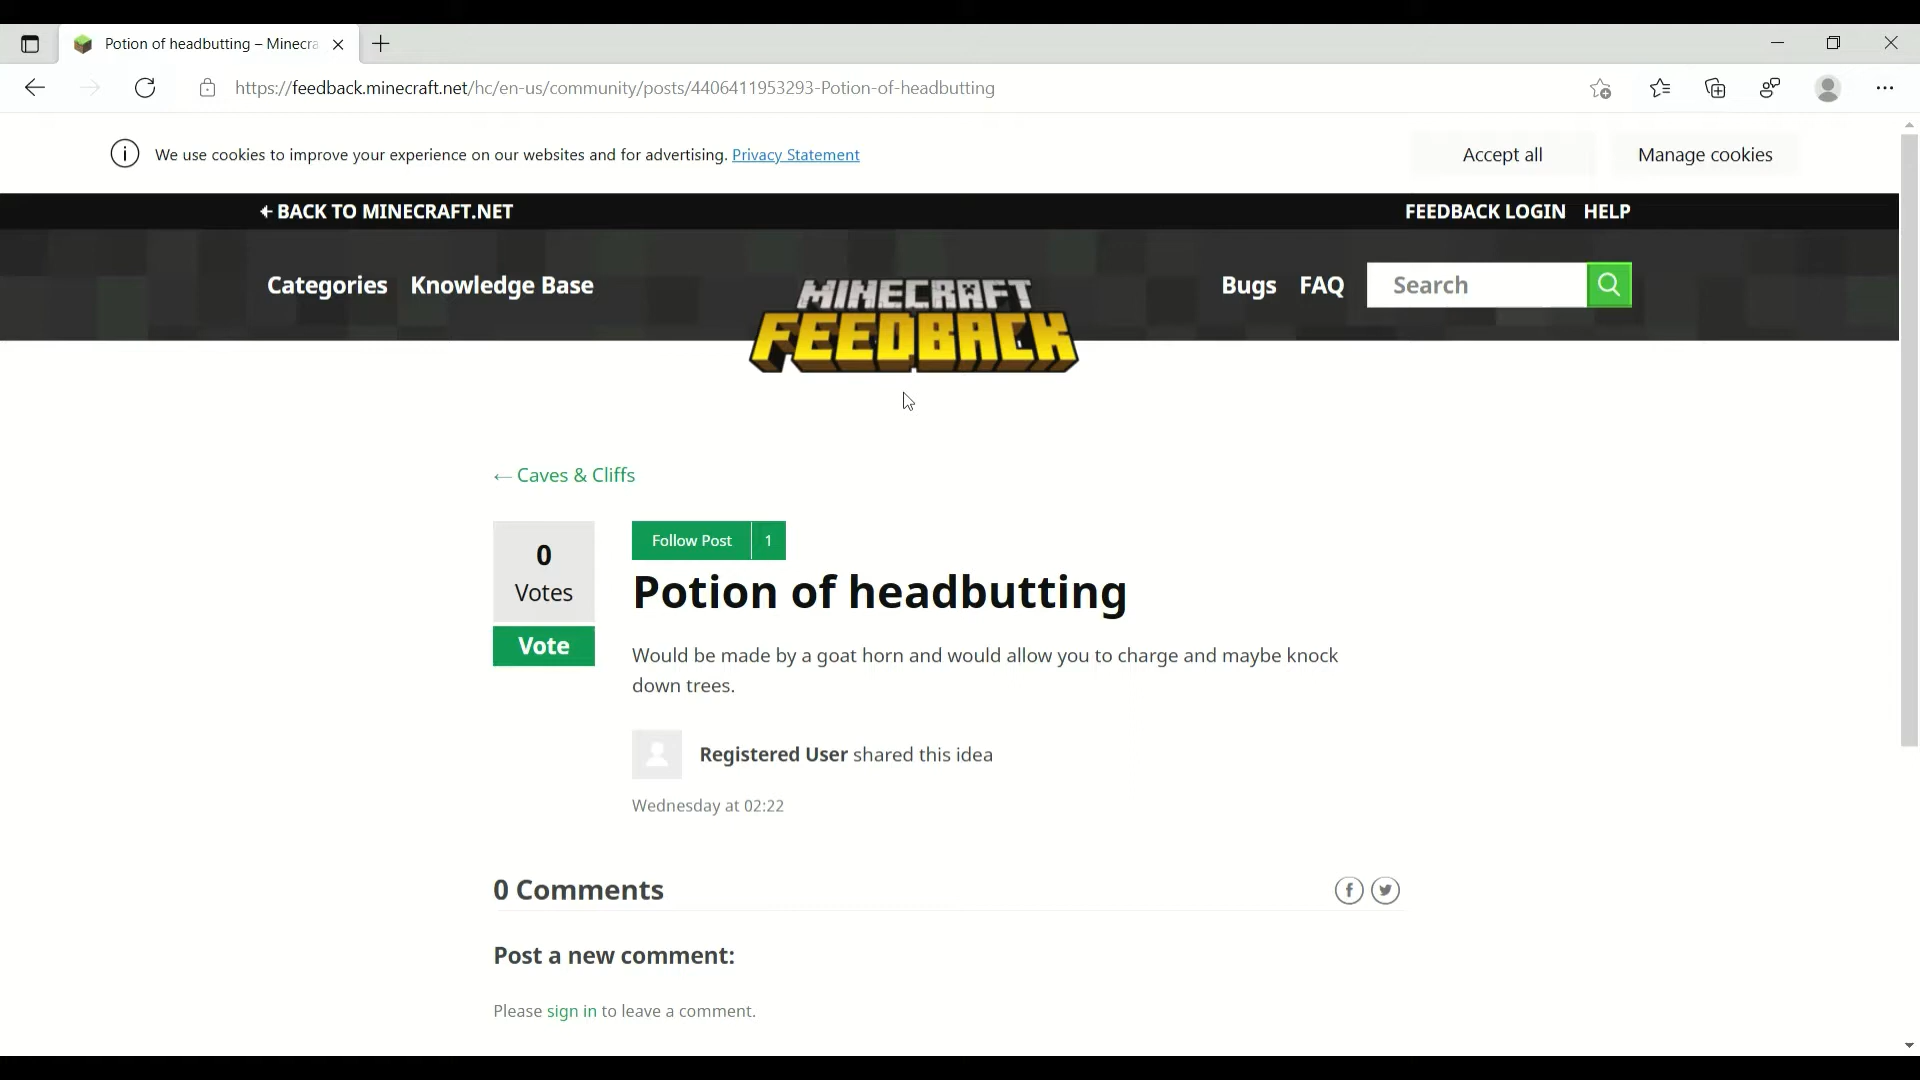 Potion of headbutting – Minecra
https://feedback.minecraft.net/hc/en-us/community/posts/4406411953293-Potion-of-headbutting
We use cookies to improve your experience on our websites and for advertising. Privacy Statement
Accept all
Manage cookies
BACK TO MINECRAFT.NET
FEEDBACK LOGIN
HELP
Categories
Knowledge Base
MINECRAFT
FEEDBACK
Bugs
FAQ
Search
← Caves & Cliffs
0
Votes
Vote
Follow Post 1
Potion of headbutting
Would be made by a goat horn and would allow you to charge and maybe knock
down trees.
Registered User shared this idea
Wednesday at 02:22
0 Comments
Post a new comment:
Please sign in to leave a comment.